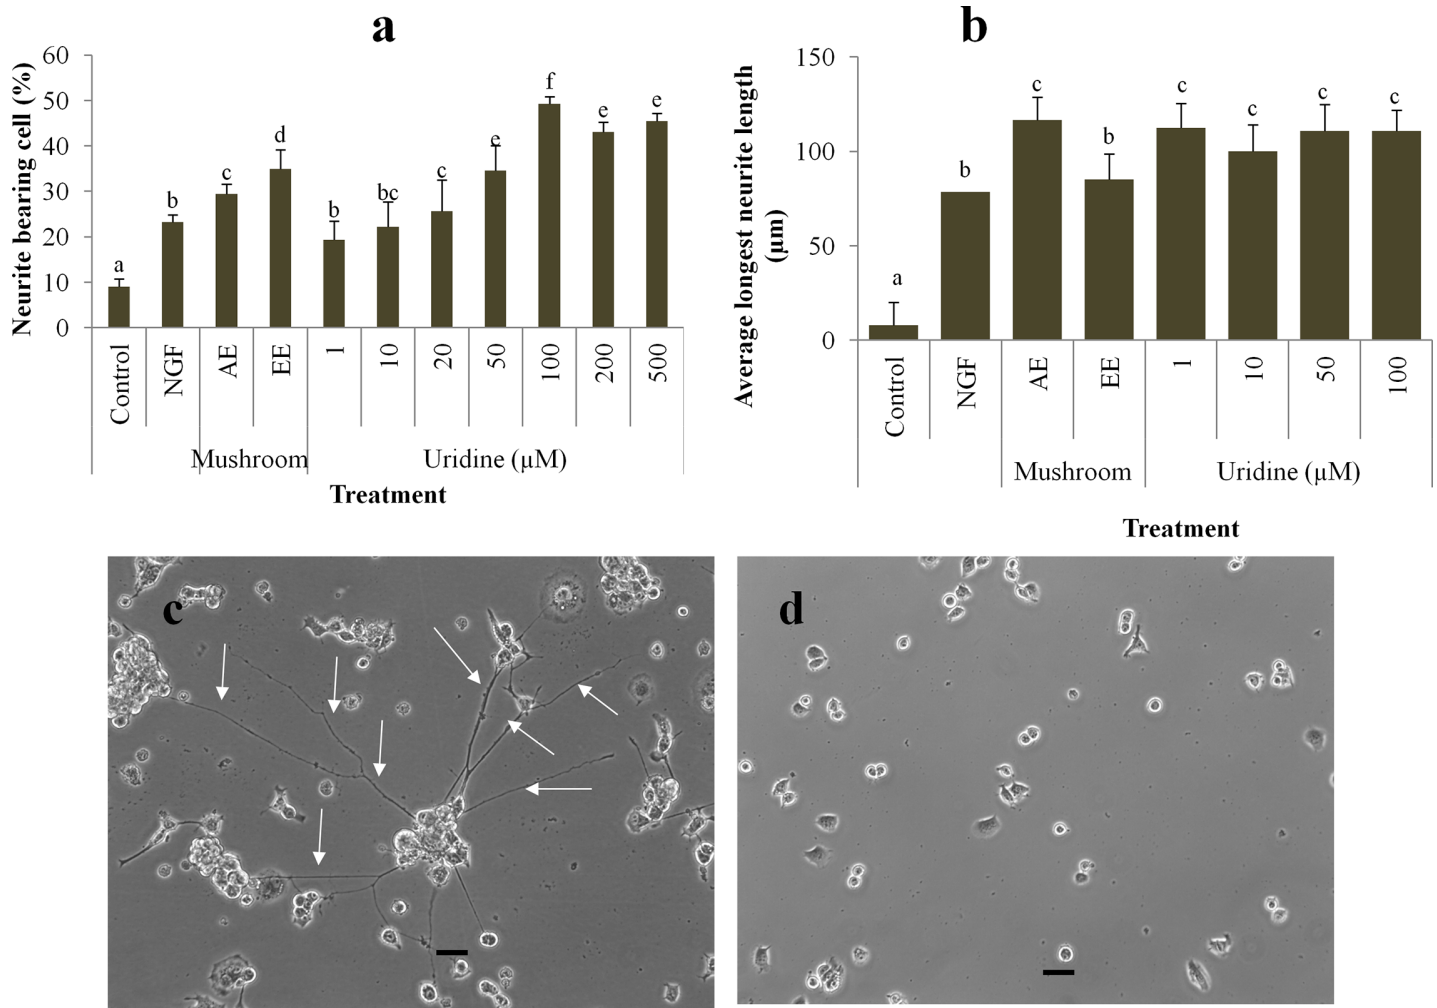 a
Neurite bearing cell (%)
60
50
40
30
20
10
0
a
b
c
d
b
bc
c
e
f
e
e
Control
NGF
AE
EE
1
10
20
50
100
200
500
Mushroom
Uridine (µM)
Treatment
b
Average longest neurite length
(µm)
150
100
50
0
a
b
c
b
c
c
c
c
Control
NGF
AE
EE
1
10
50
100
Mushroom
Uridine (µM)
Treatment
c
d